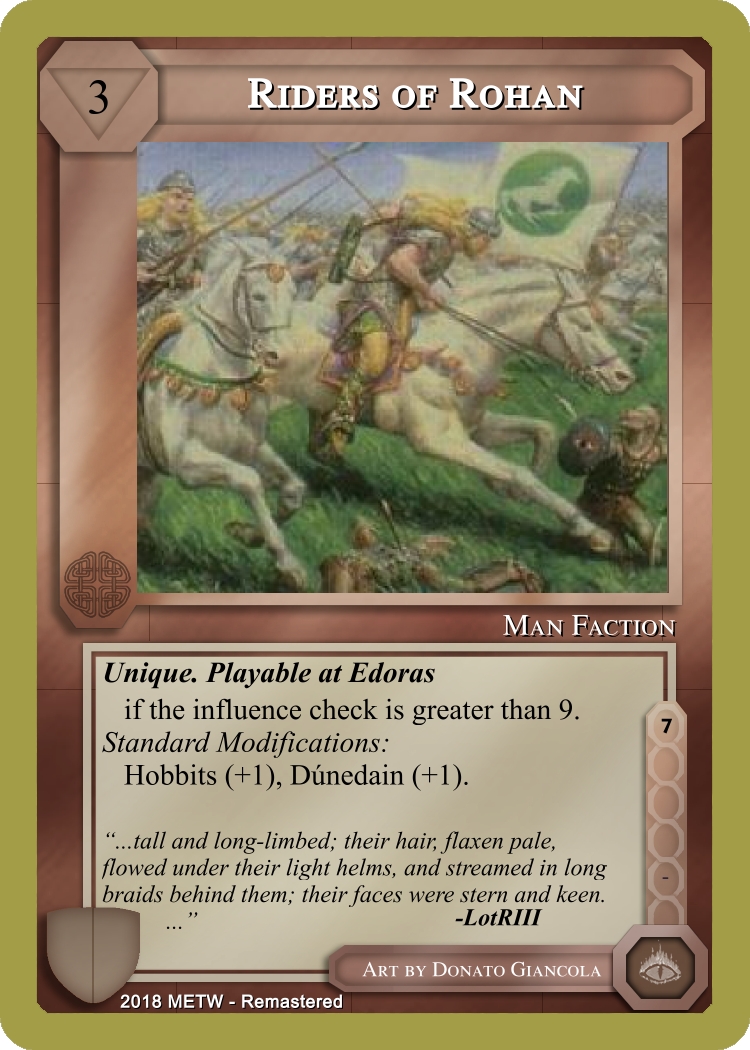 3
Riders of Rohan
Man Faction
Unique. Playable at Edoras
if the influence check is greater than 9.
Standard Modifications:
Hobbits (+1), Dúnedain (+1).
7
-
“...tall and long-limbed; their hair, flaxen pale,
flowed under their light helms, and streamed in long
braids behind them; their faces were stern and keen.
...” -LotRIII
Art by Donato Giancola
2018 METW - Remastered